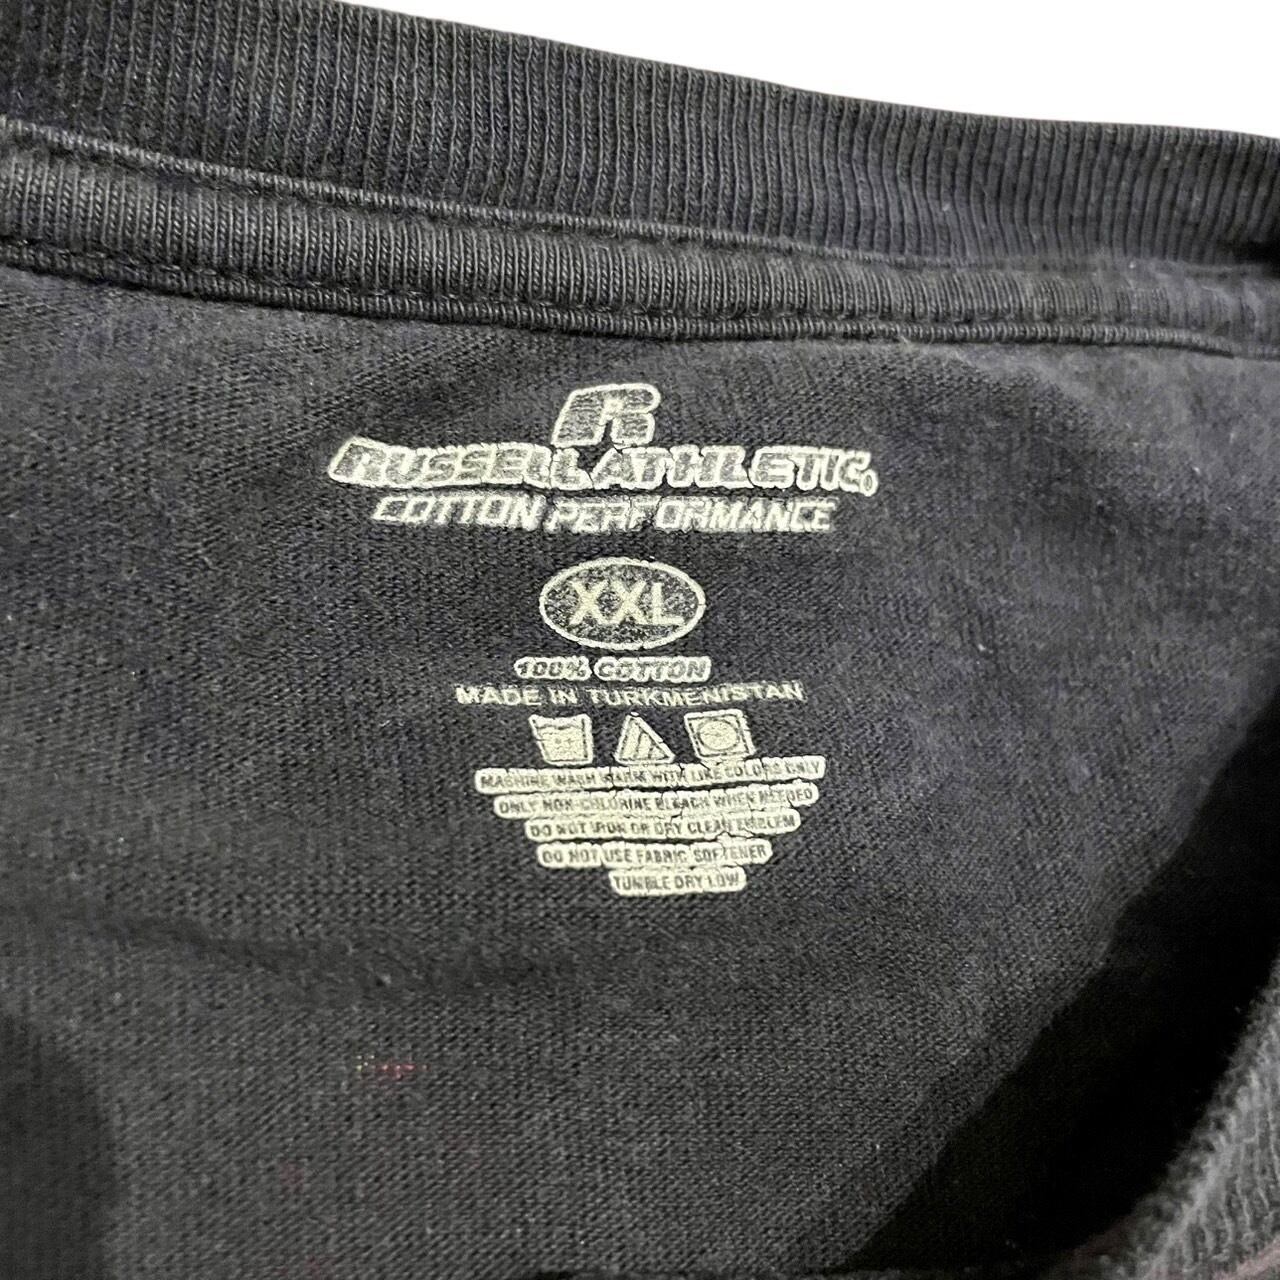 R
RUSSELL ATHLETIC®
COTTON PERFORMANCE
XXL
100% COTTON
MADE IN TURKMENISTAN
MACHINE WASH WARM WITH LIKE COLORS ONLY
ONLY NON-CHLORINE BLEACH WHEN NEEDED
DO NOT IRON OR DRY CLEAN EMBLEM
DO NOT USE FABRIC SOFTENER
TUMBLE DRY LOW